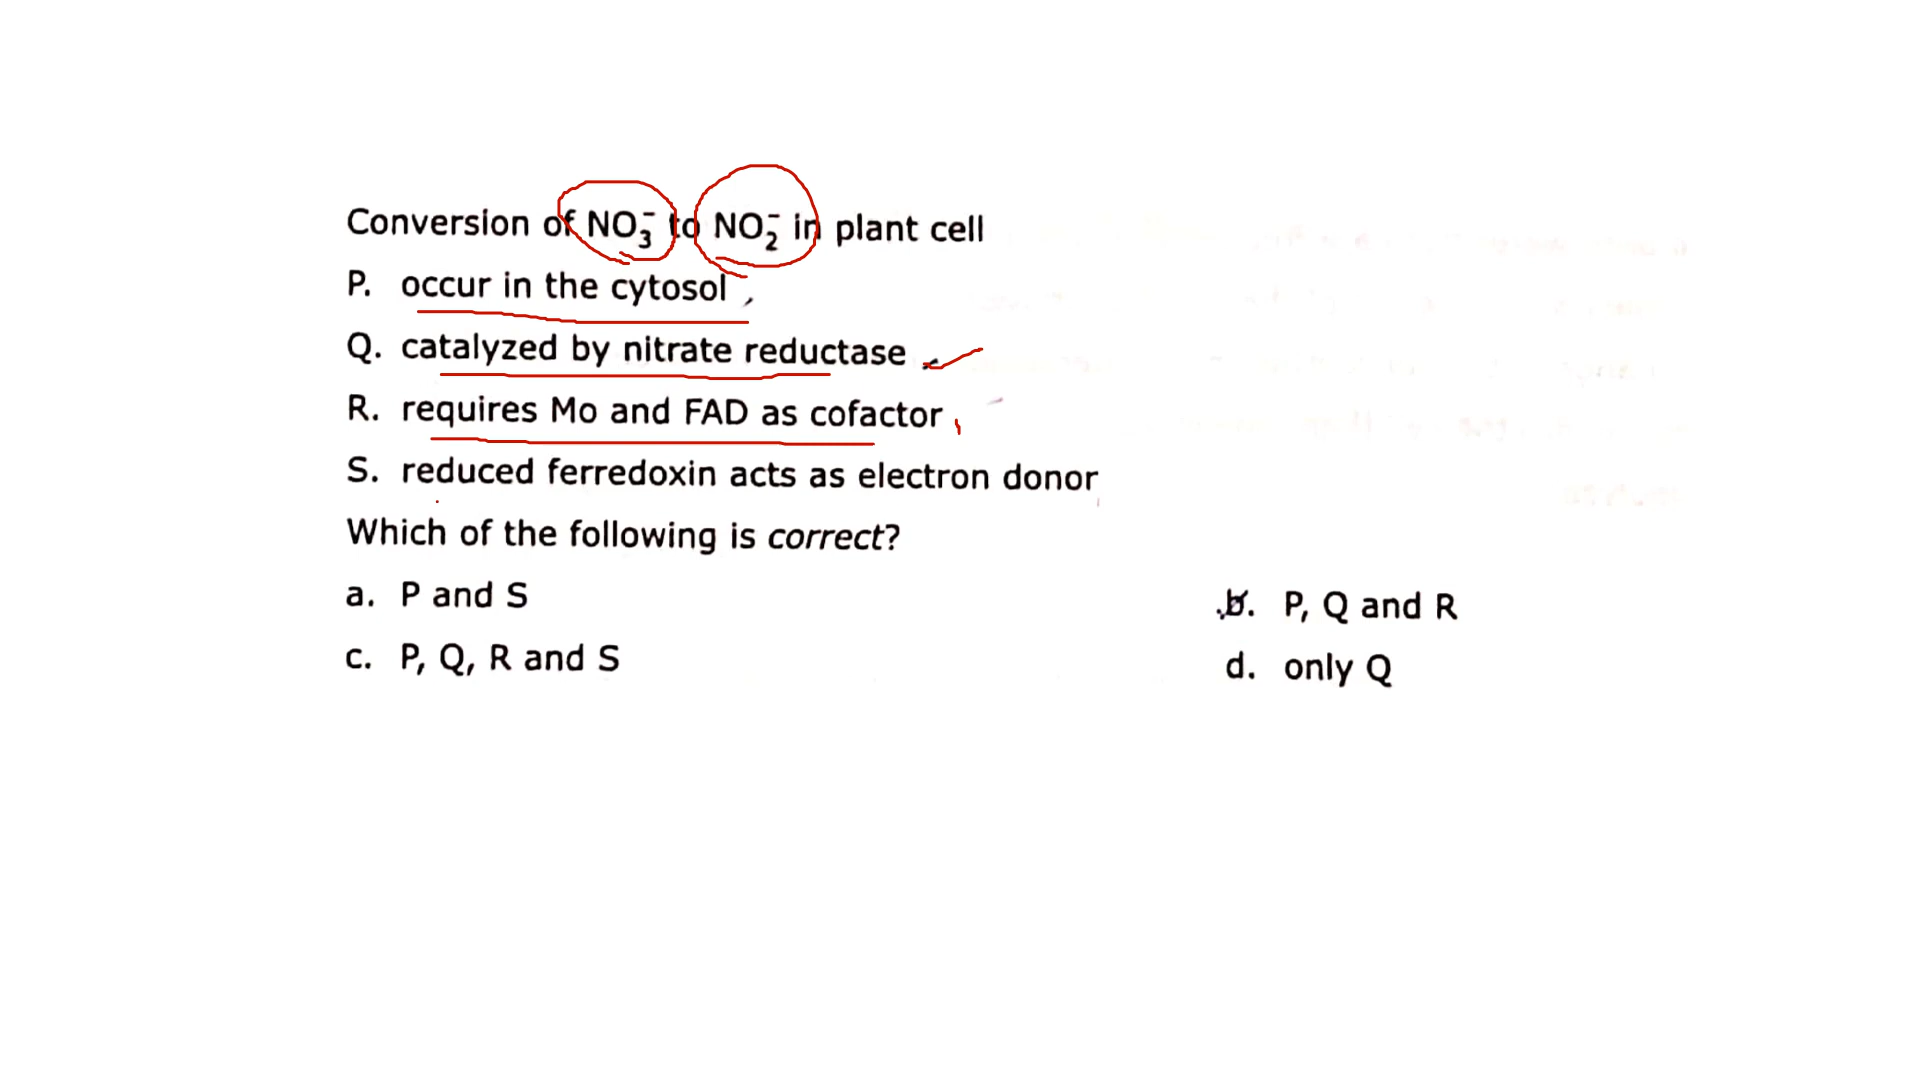 Conversion of NO₃⁻ to NO₂⁻ in plant cell
P. occur in the cytosol
Q. catalyzed by nitrate reductase
R. requires Mo and FAD as cofactor
S. reduced ferredoxin acts as electron donor
Which of the following is correct?
a. P and S
b. P, Q and R
c. P, Q, R and S
d. only Q